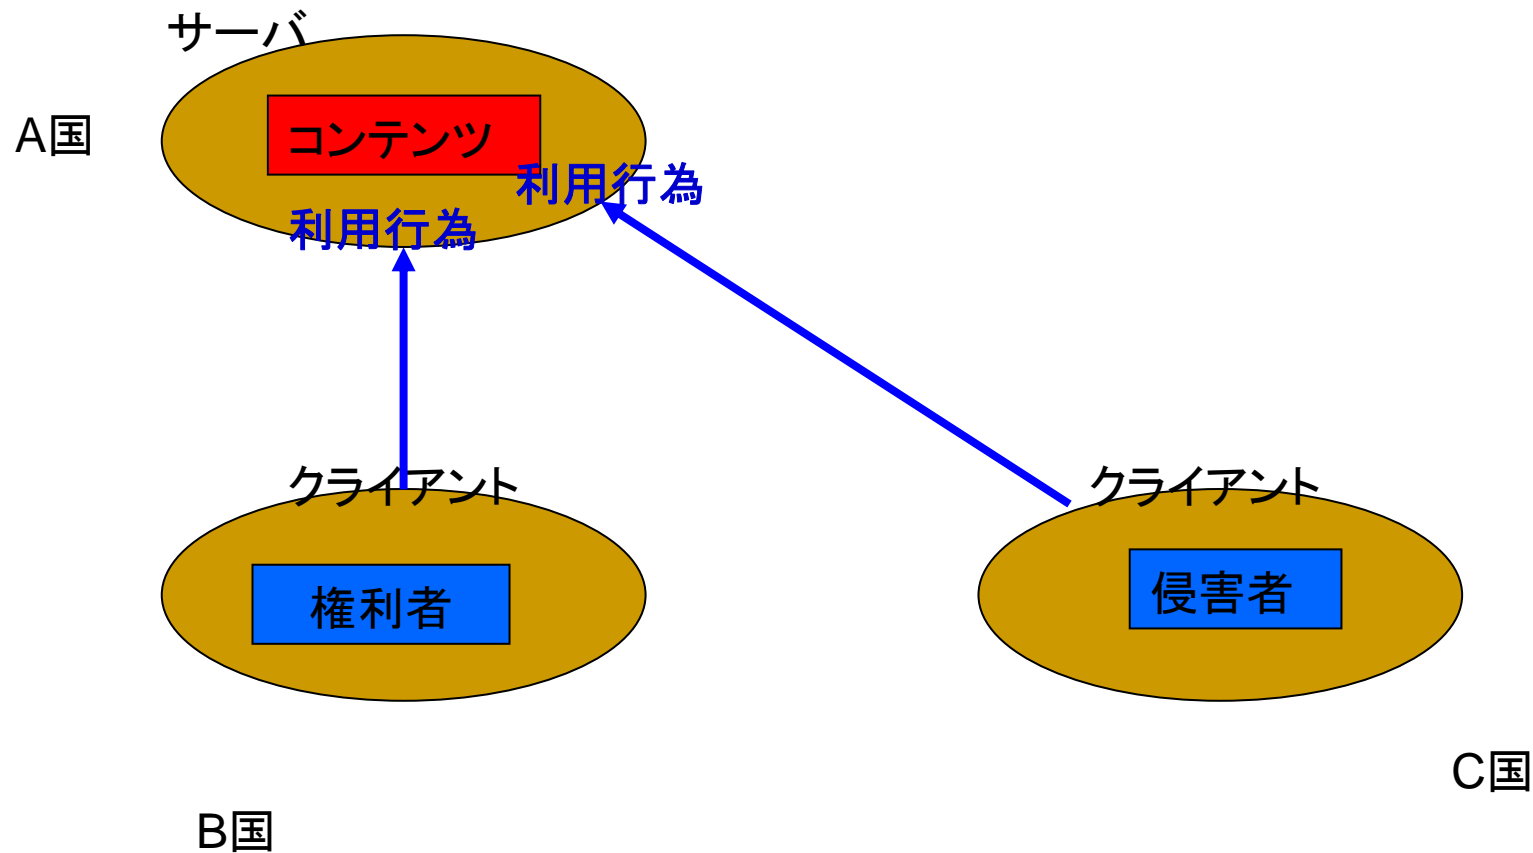 サーバ
A国
コンテンツ
利用行為
利用行為
クライアント
クライアント
権利者
侵害者
C国
B国